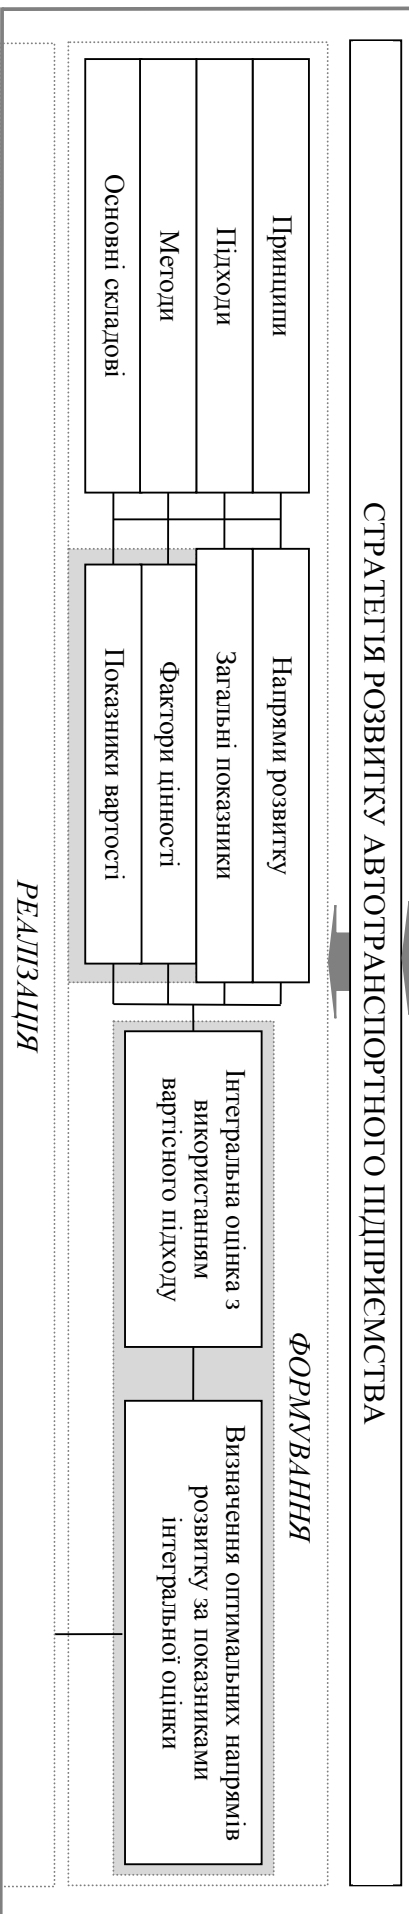 СТРАТЕГІЯ РОЗВИТКУ АВТОТРАНСПОРТНОГО ПІДПРИЄМСТВА
ФОРМУВАННЯ
Принципи
Підходи
Методи
Основні складові
Напрями розвитку
Загальні показники
Фактори цінності
Показники вартості
Інтегральна оцінка з
використанням
вартісного підходу
Визначення оптимальних напрямів
розвитку за показниками
інтегральної оцінки
РЕАЛІЗАЦІЯ